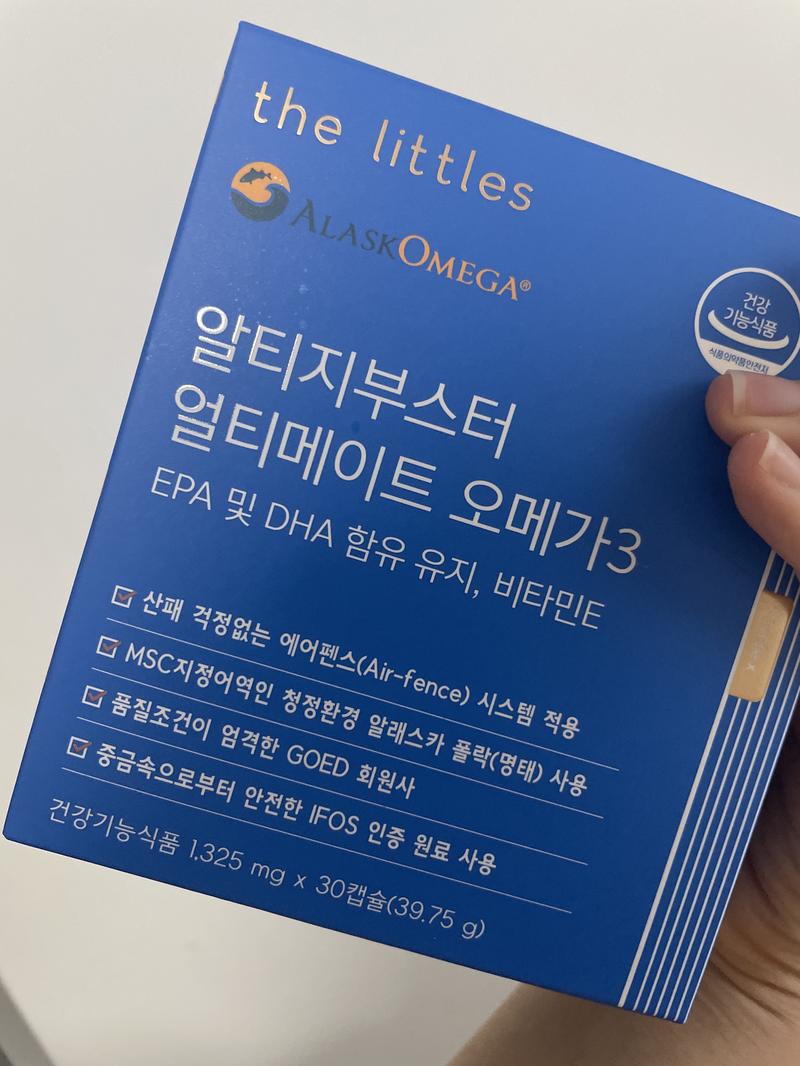 the littles
ALASKOMEGA®
건강
기능식품
식품의약품안전처
알티지부스터
얼티메이트 오메가3
EPA 및 DHA 함유 유지, 비타민E
산패 걱정없는 에어펜스(Air-fence) 시스템 적용
MSC지정어역인 청정환경 알래스카 폴락(명태) 사용
품질조건이 엄격한 GOED 회원사
중금속으로부터 안전한 IFOS 인증 원료 사용
건강기능식품 1,325 mg x 30캡슐(39.75 g)